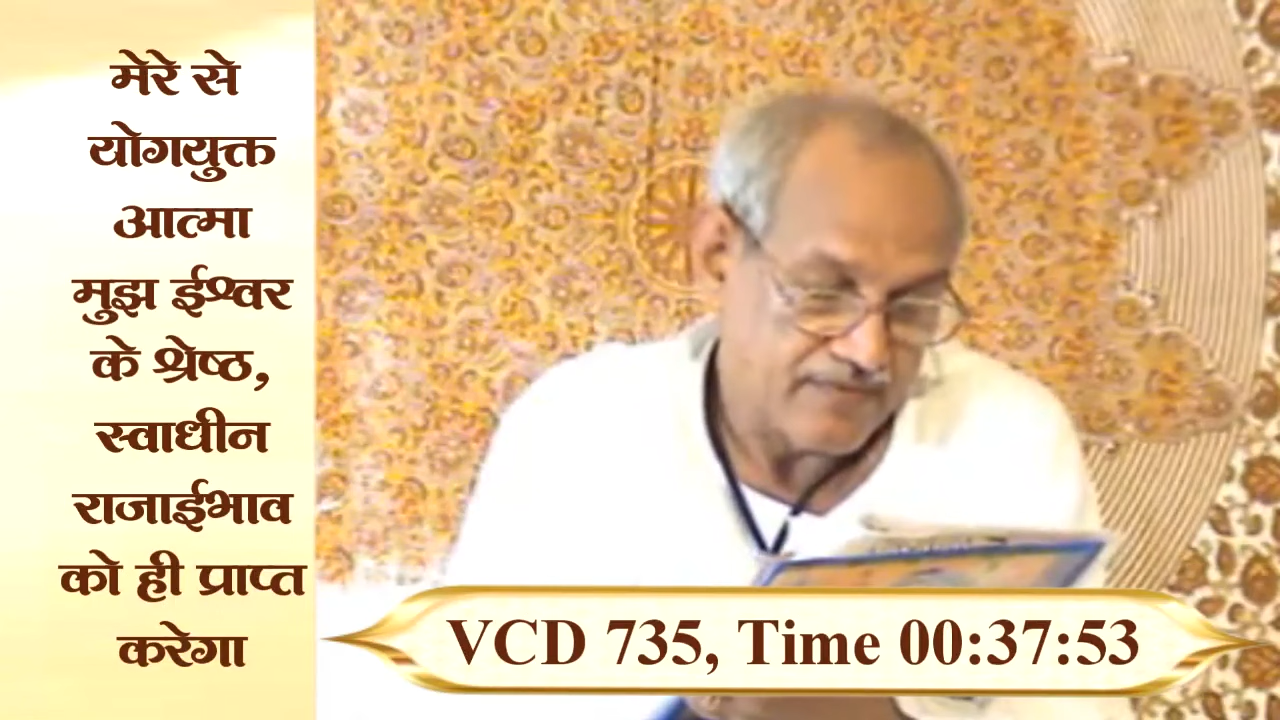 मेरे से
योगयुक्त
आत्मा
मुझ ईश्वर
के श्रेष्ठ,
स्वाधीन
राजाईभाव
को ही प्राप्त
करेगा
VCD 735, Time 00:37:53